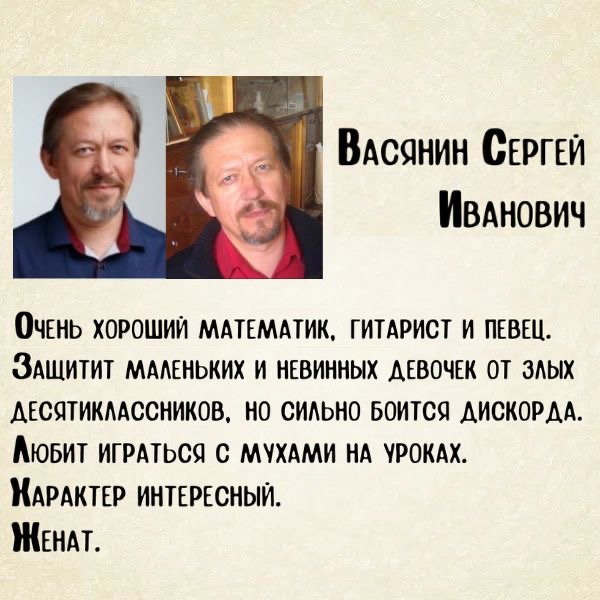 Васянин Сергей
Иванович
Очень хороший математик, гитарист и певец.
Защитит маленьких и невинных девочек от злых
десятиклассников, но сильно боится дискорда.
Любит играться с мухами на уроках.
Характер интересный.
Женат.